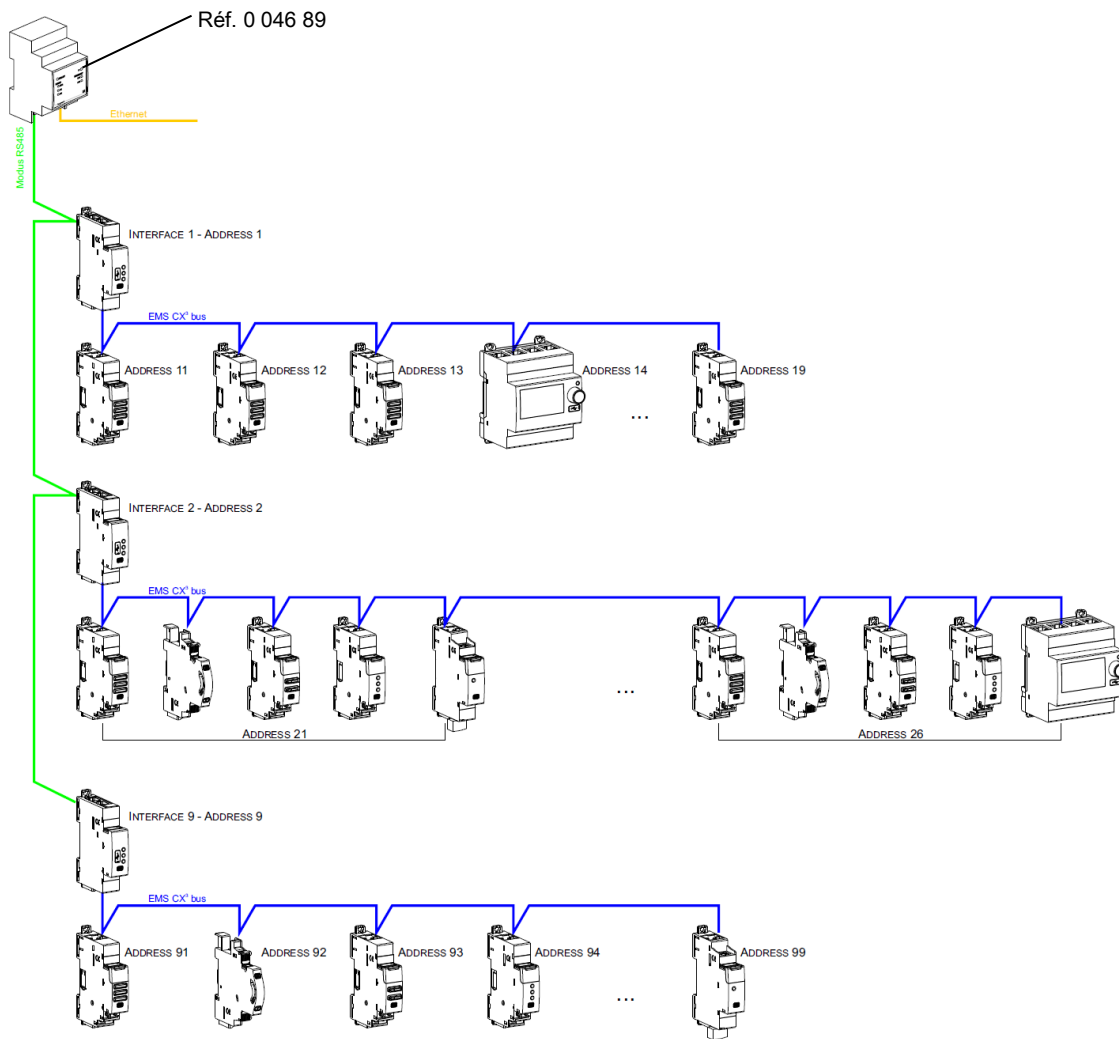 Réf. 0 046 89
Ethernet
Modus RS485
INTERFACE 1 - ADDRESS 1
EMS CX³ bus
ADDRESS 11
ADDRESS 12
ADDRESS 13
ADDRESS 14
...
ADDRESS 19
INTERFACE 2 - ADDRESS 2
EMS CX³ bus
...
ADDRESS 21
ADDRESS 26
INTERFACE 9 - ADDRESS 9
EMS CX³ bus
ADDRESS 91
ADDRESS 92
ADDRESS 93
ADDRESS 94
...
ADDRESS 99